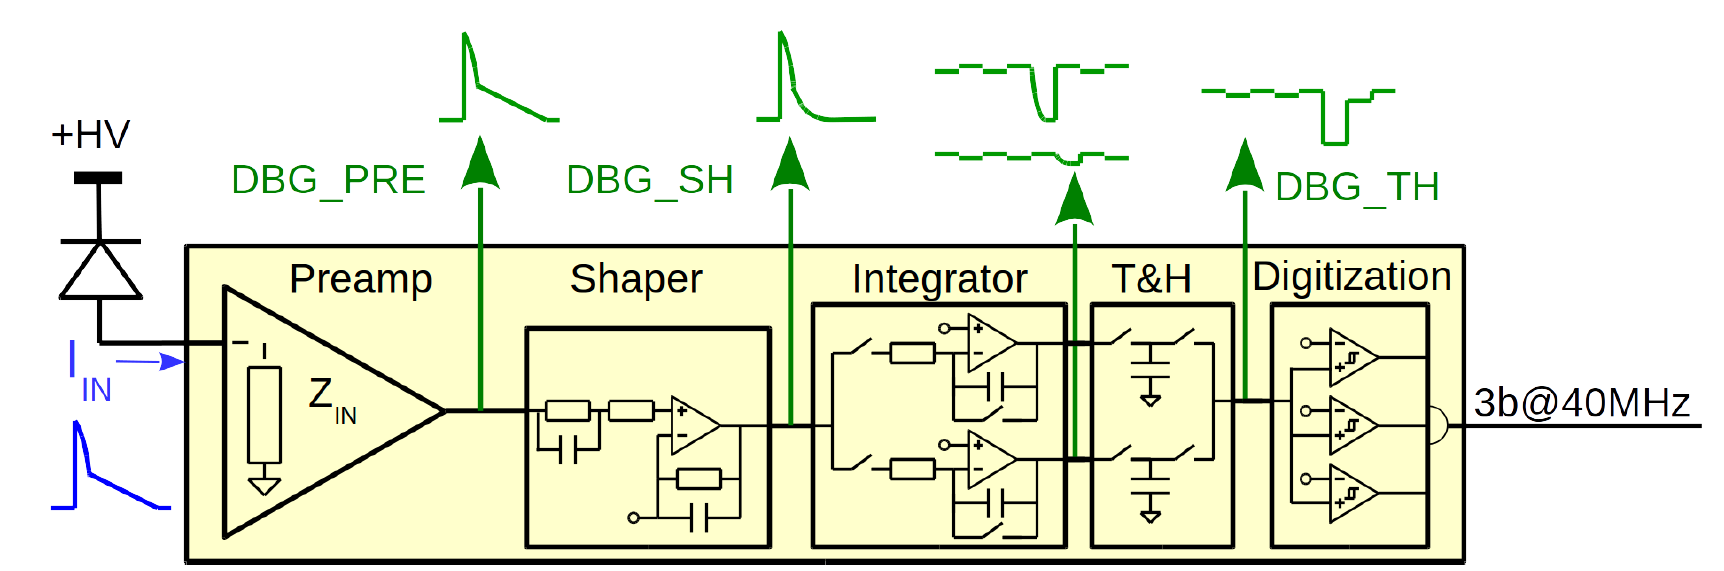 +HV
DBG_PRE
DBG_SH
DBG_TH
Preamp
Shaper
Integrator
T&H
Digitization
I
IN
Z
IN
3b@40MHz